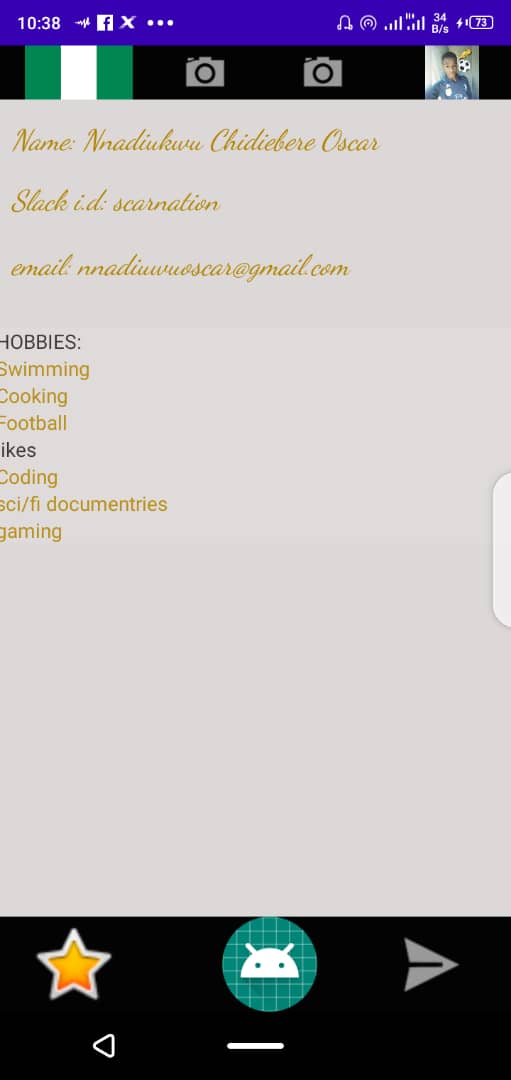 10:38
34
B/s
73
Name: Nnadiukwu Chidiebere Oscar
Slack i.d: scarnation
email: nnadiuwuoscar@gmail.com
HOBBIES:
Swimming
Cooking
Football
ikes
Coding
sci/fi documentries
gaming